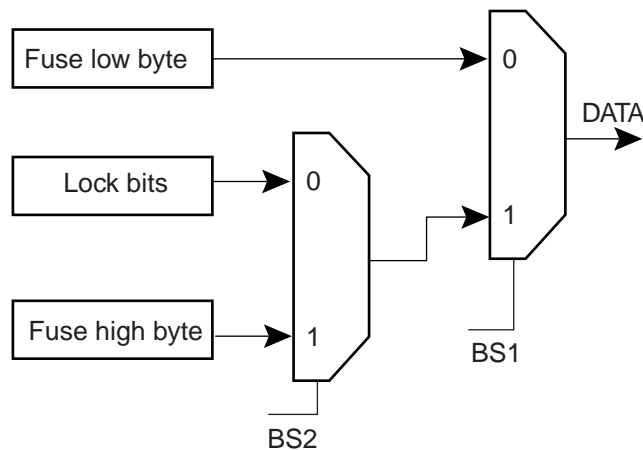 Fuse low byte
0
DATA
Lock bits
0
1
Fuse high byte
1
BS1
BS2